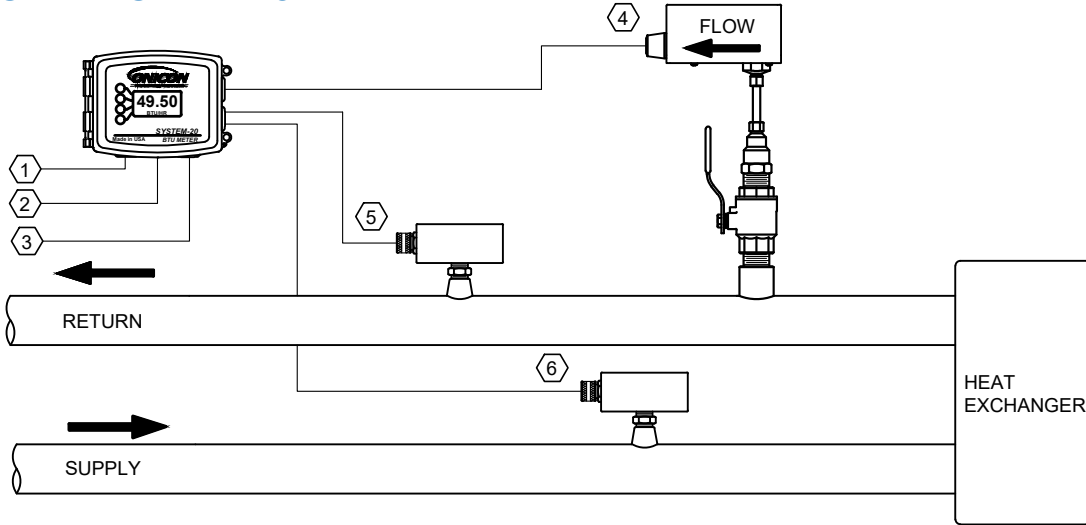 4
FLOW
ONICON
49.50
BTU/HR
SYSTEM-20
Made in USA
BTU METER
1
2
3
5
RETURN
6
HEAT
EXCHANGER
SUPPLY